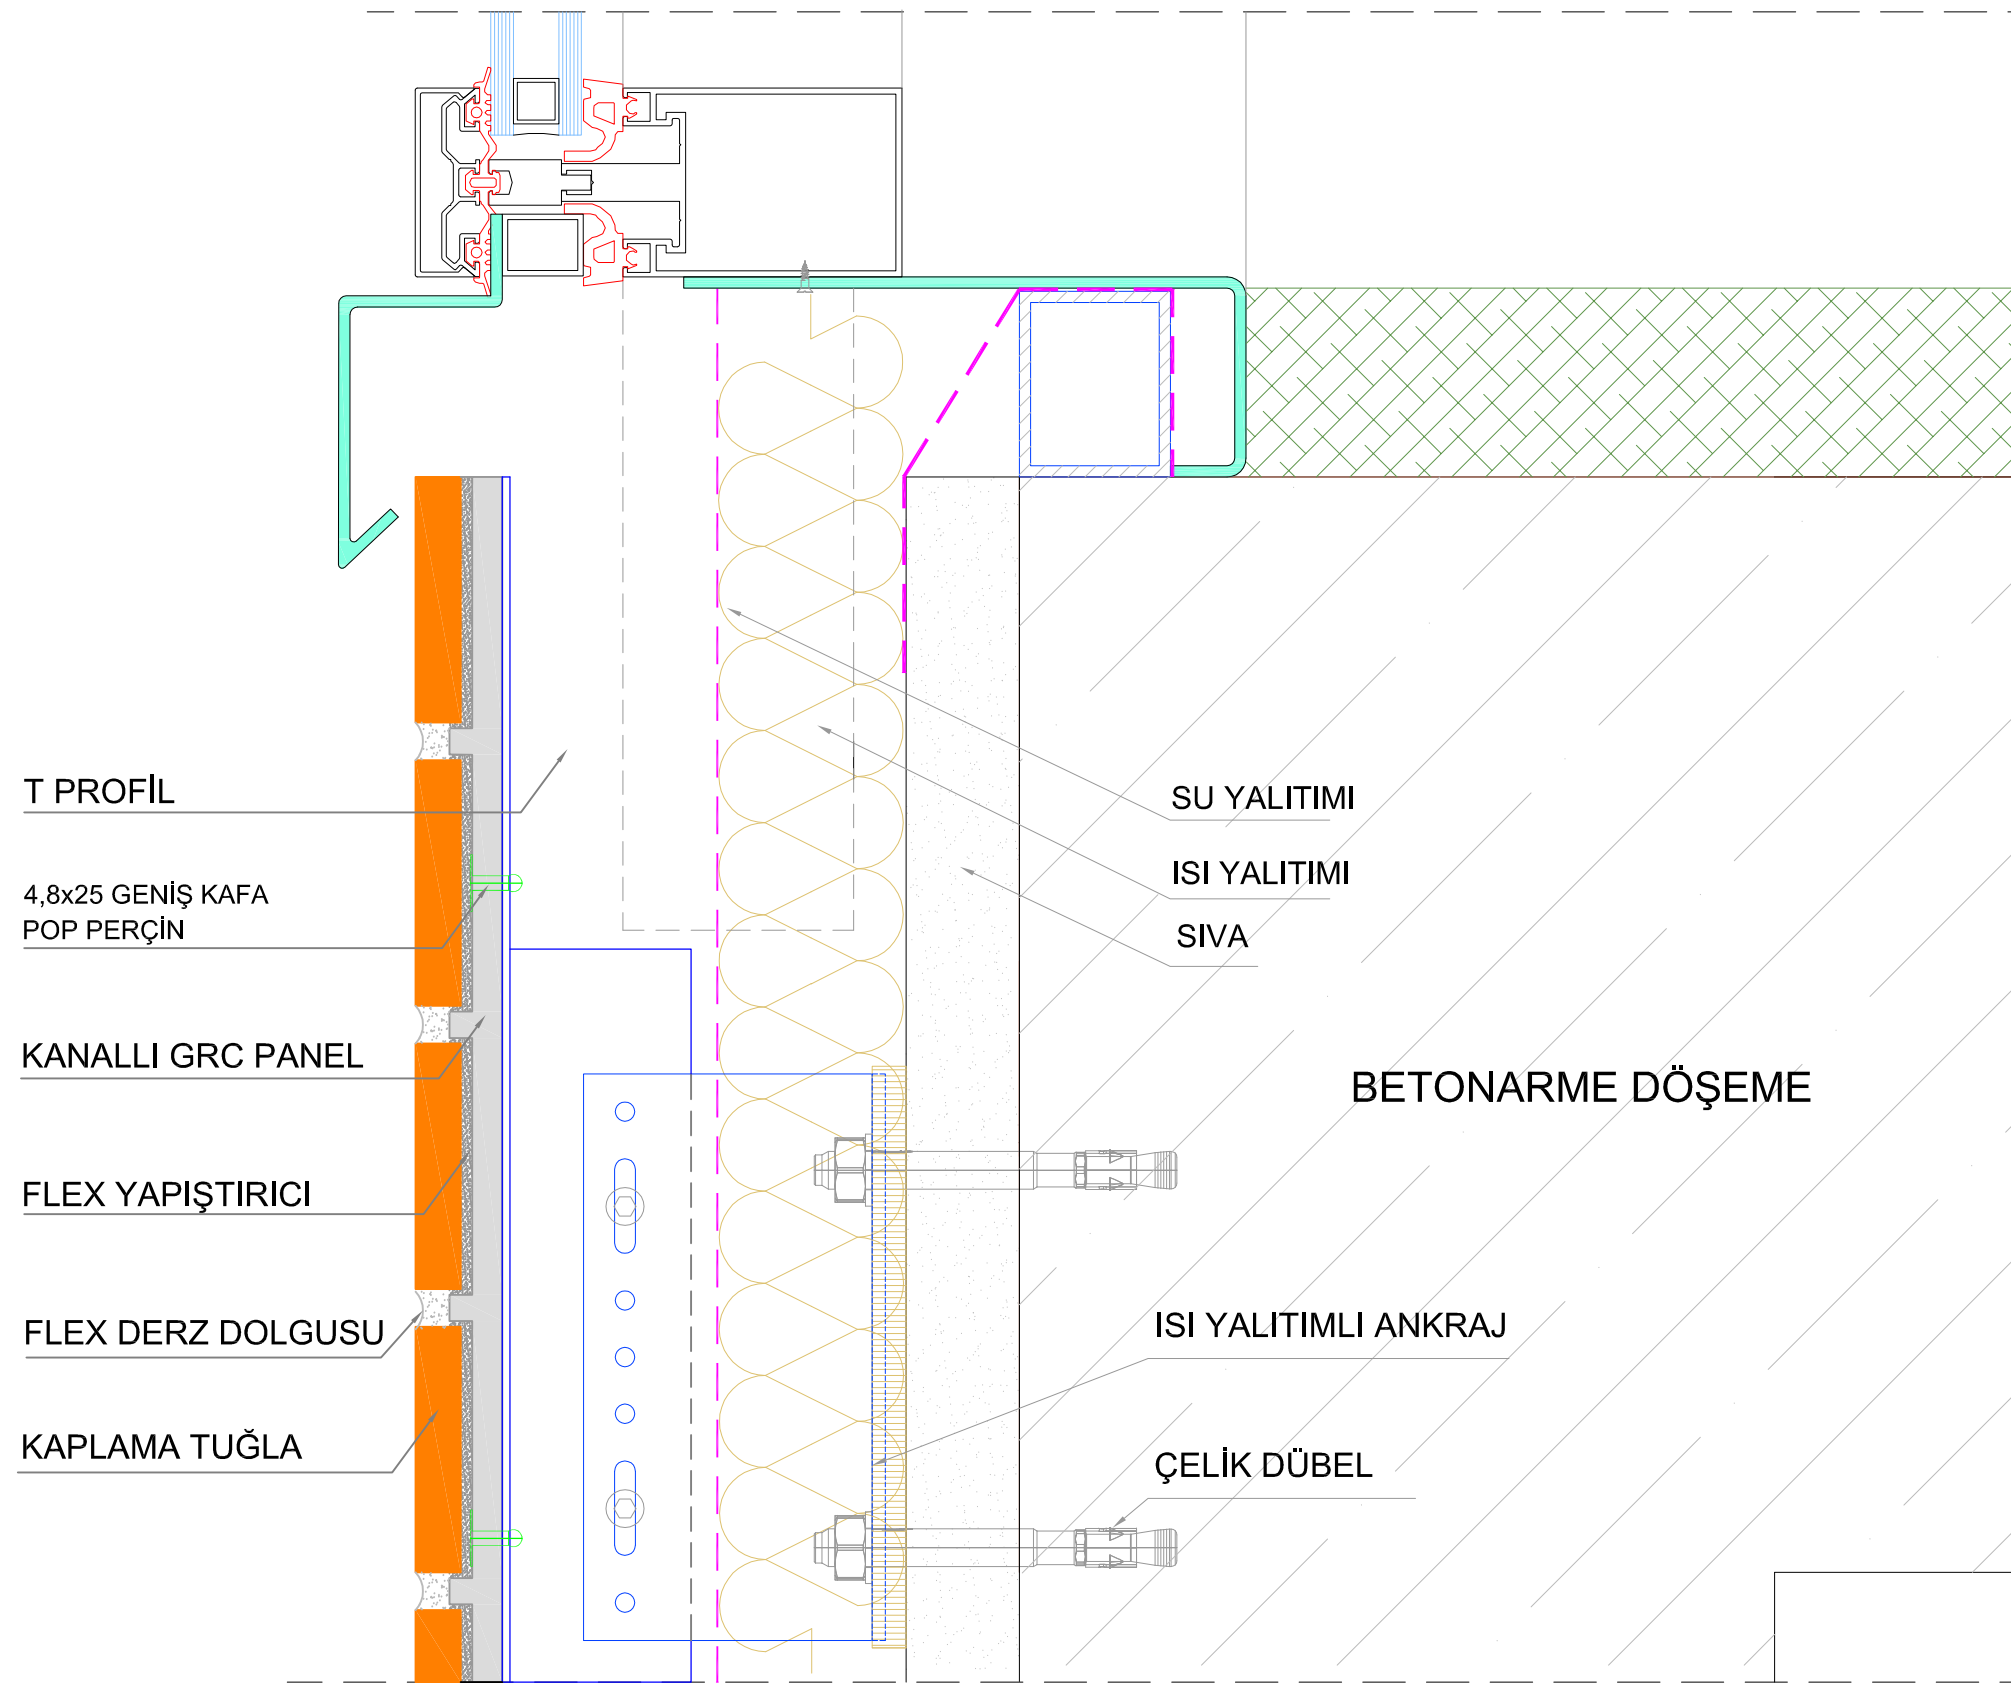 T PROFİL
4,8x25 GENİŞ KAFA
POP PERÇİN
KANALLI GRC PANEL
FLEX YAPIŞTIRICI
FLEX DERZ DOLGUSU
KAPLAMA TUĞLA
SU YALITIMI
ISI YALITIMI
SIVA
BETONARME DÖŞEME
ISI YALITIMLI ANKRAJ
ÇELİK DÜBEL